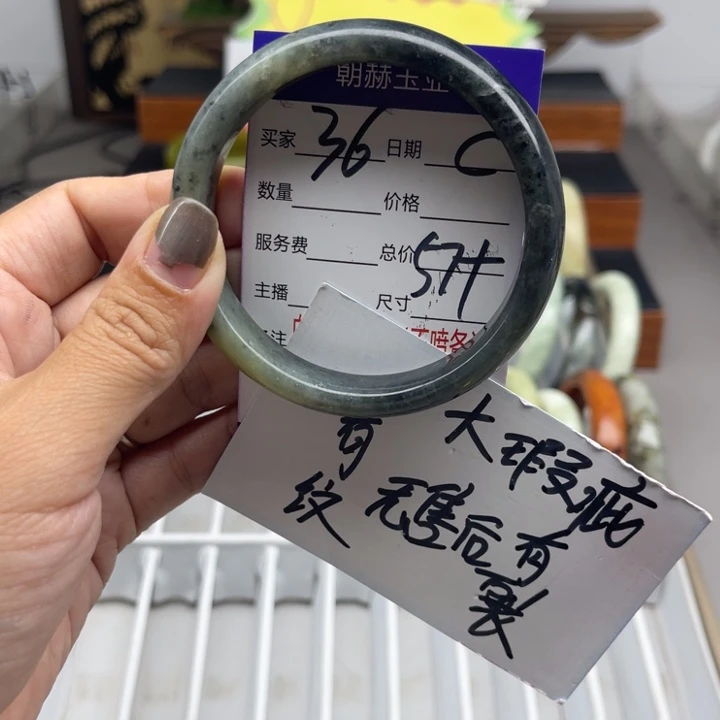 朝赫玉业
买家 36 日期 C
数量 价格
服务费 总价
主播 尺寸 57+
大瑕疵
有 无售后有
纹 裂